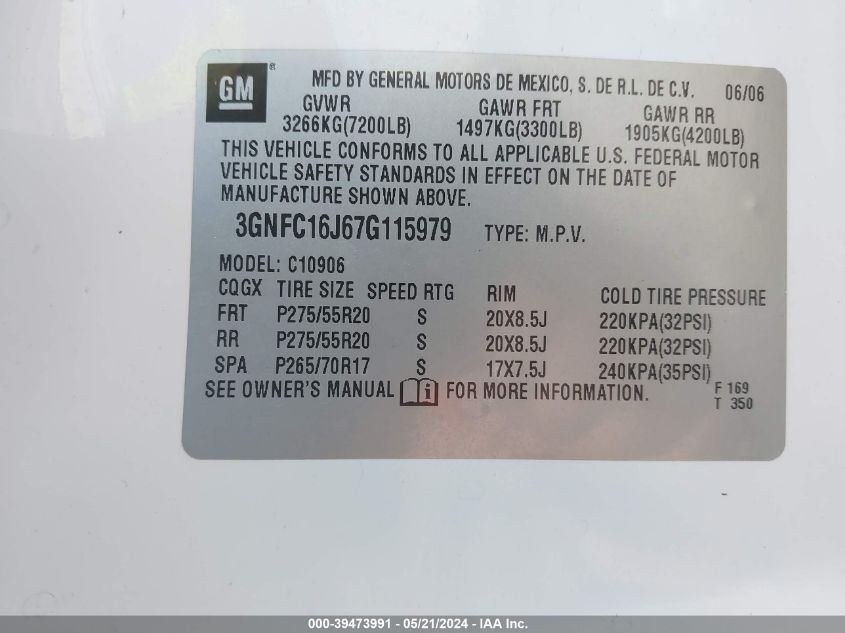 GM ® MFD BY GENERAL MOTORS DE MEXICO, S. DE R.L. DE C.V. 06/06
GVWR GAWR FRT GAWR RR
3266KG(7200LB) 1497KG(3300LB) 1905KG(4200LB)
THIS VEHICLE CONFORMS TO ALL APPLICABLE U.S. FEDERAL MOTOR
VEHICLE SAFETY STANDARDS IN EFFECT ON THE DATE OF
MANUFACTURE SHOWN ABOVE.
3GNFC16J67G115979 TYPE: M.P.V.
MODEL: C10906
CQGX TIRE SIZE SPEED RTG RIM COLD TIRE PRESSURE
FRT P275/55R20 S 20X8.5J 220KPA(32PSI)
RR P275/55R20 S 20X8.5J 220KPA(32PSI)
SPA P265/70R17 S 17X7.5J 240KPA(35PSI)
SEE OWNER'S MANUAL i FOR MORE INFORMATION. F 169
T 350
000-39473991 - 05/21/2024 - IAAI, Inc.